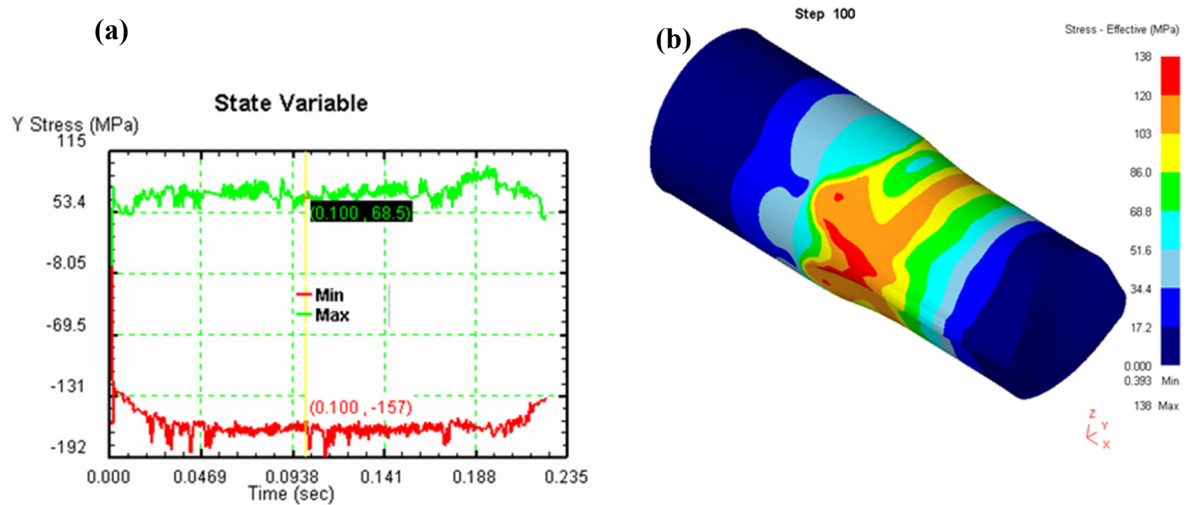 (a)
State Variable
Y Stress (MPa)
115
53.4
-8.05
-69.5
-131
-192
(0.100 , 68.5)
Min
Max
(0.100 , -157)
0.000 0.0469 0.0938 0.141 0.188 0.235
Time (sec)
Step 100
(b)
Stress - Effective (MPa)
138
120
103
86.0
68.8
51.6
34.4
17.2
0.000
0.393 Min
138 Max
Z
Y
X